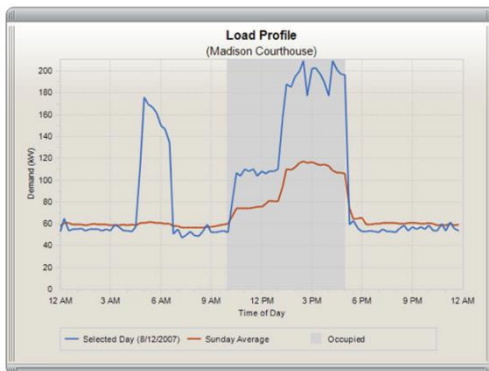 Load Profile
(Madison Courthouse)
Demand (kW)
200
180
160
140
120
100
80
60
40
20
0
12 AM 3 AM 6 AM 9 AM 12 PM 3 PM 6 PM 9 PM 12 AM
Time of Day
Selected Day (8/12/2007) Sunday Average Occupied